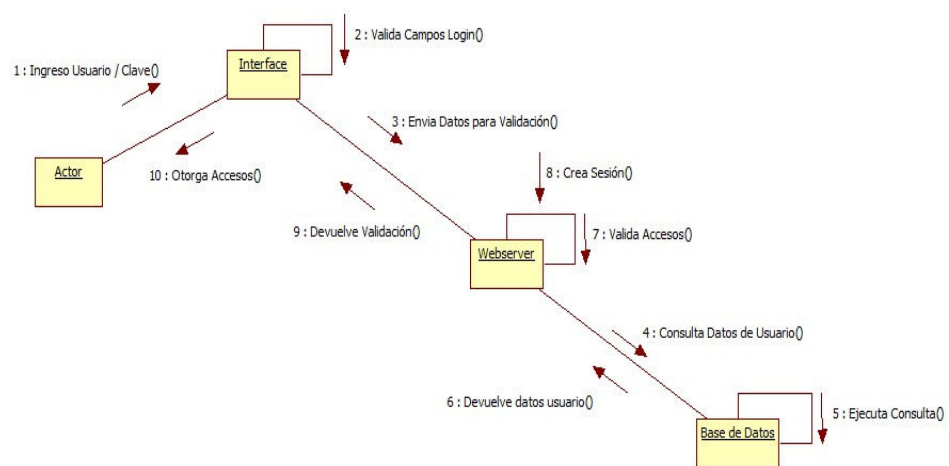 2 : Valida Campos Login()
Interface
1 : Ingreso Usuario / Clave()
3 : Envia Datos para Validación()
Actor
10 : Otorga Accesos()
8 : Crea Sesión()
9 : Devuelve Validación()
7 : Valida Accesos()
Webserver
4 : Consulta Datos de Usuario()
6 : Devuelve datos usuario()
5 : Ejecuta Consulta()
Base de Datos